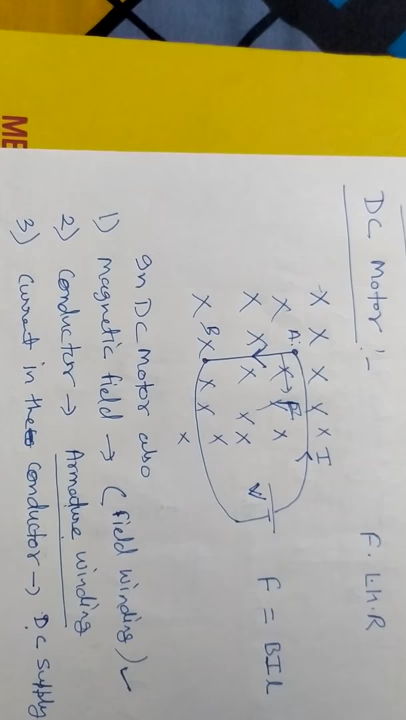 DC Motor :-
F.L.H.R
X X X X X I
A
X X → F X
X X X X X
V
F = BIL
X B X X X X
X
In DC Motor also
1) Magnetic field → (field winding) ✓
2) Conductor → Armature winding
3) Current in the conductor → DC supply
ME